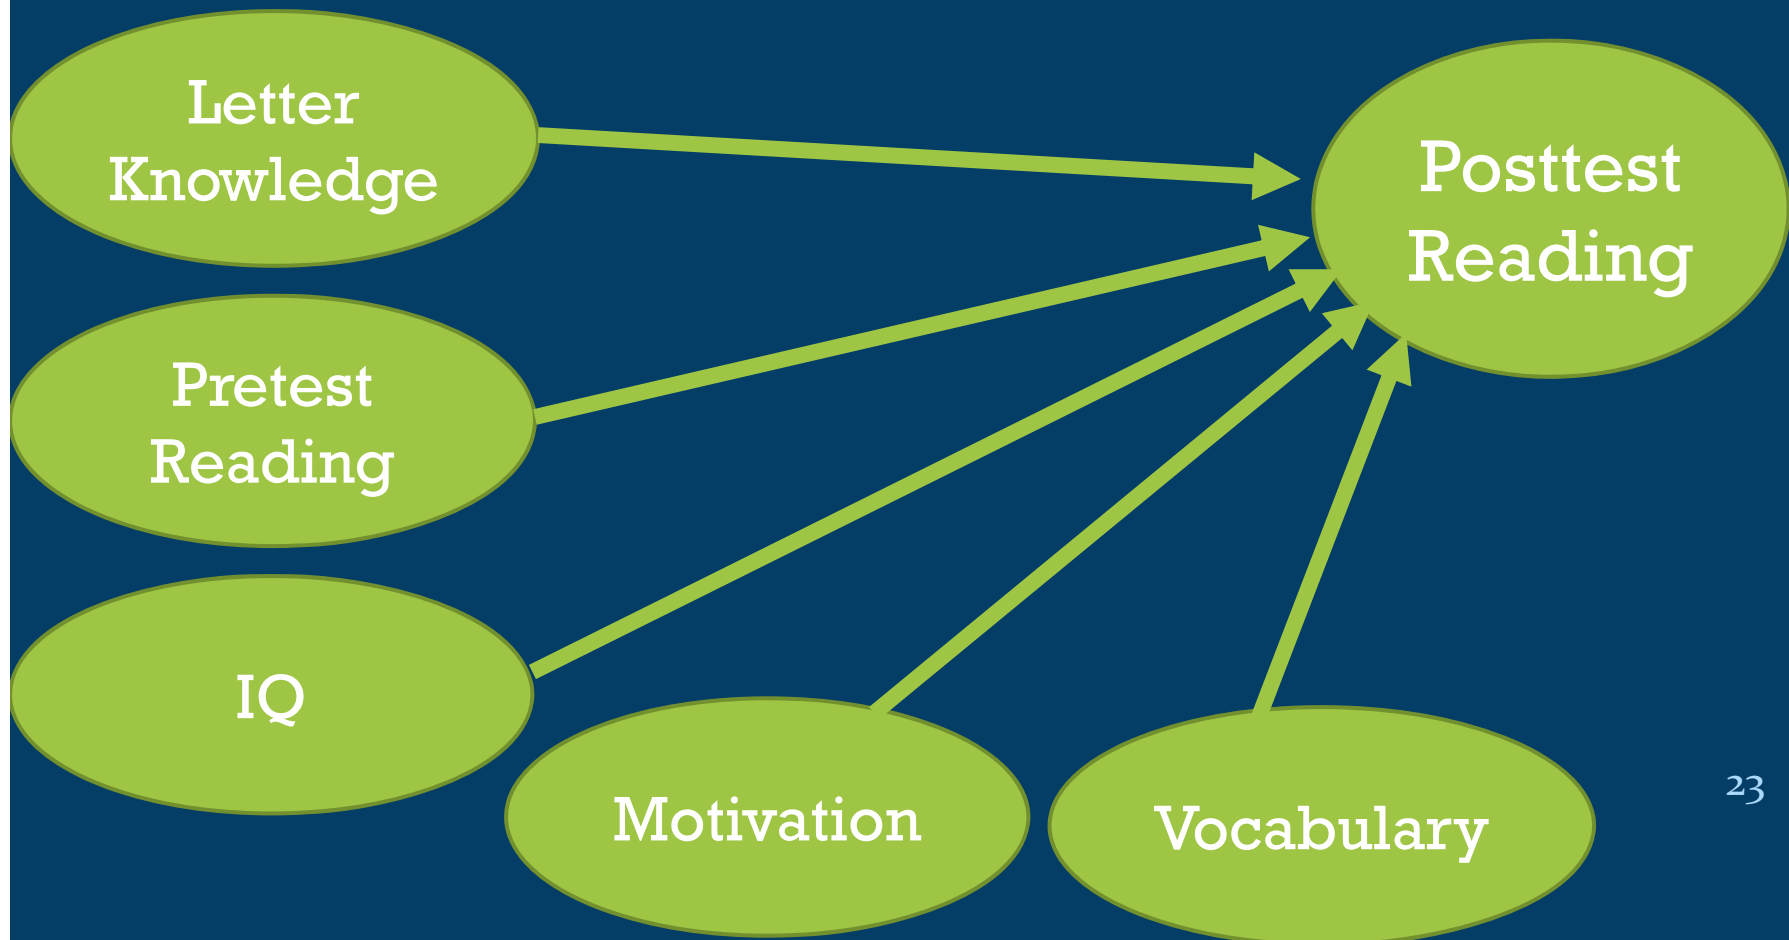 Letter
Knowledge
Posttest
Reading
Pretest
Reading
IQ
Motivation
Vocabulary
23